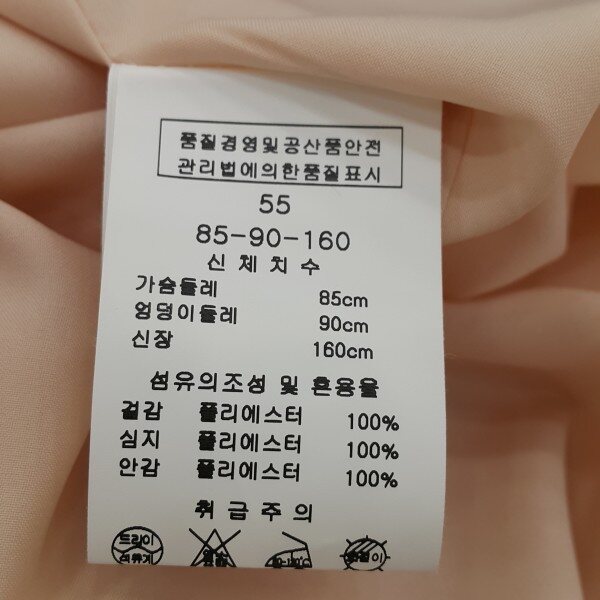 품질경영및공산품안전
관리법에의한품질표시
55
85-90-160
신체치수
가슴둘레 85cm
엉덩이둘레 90cm
신장 160cm
섬유의조성 및 혼용율
겉감 폴리에스터 100%
심지 폴리에스터 100%
안감 폴리에스터 100%
취급주의
드라이